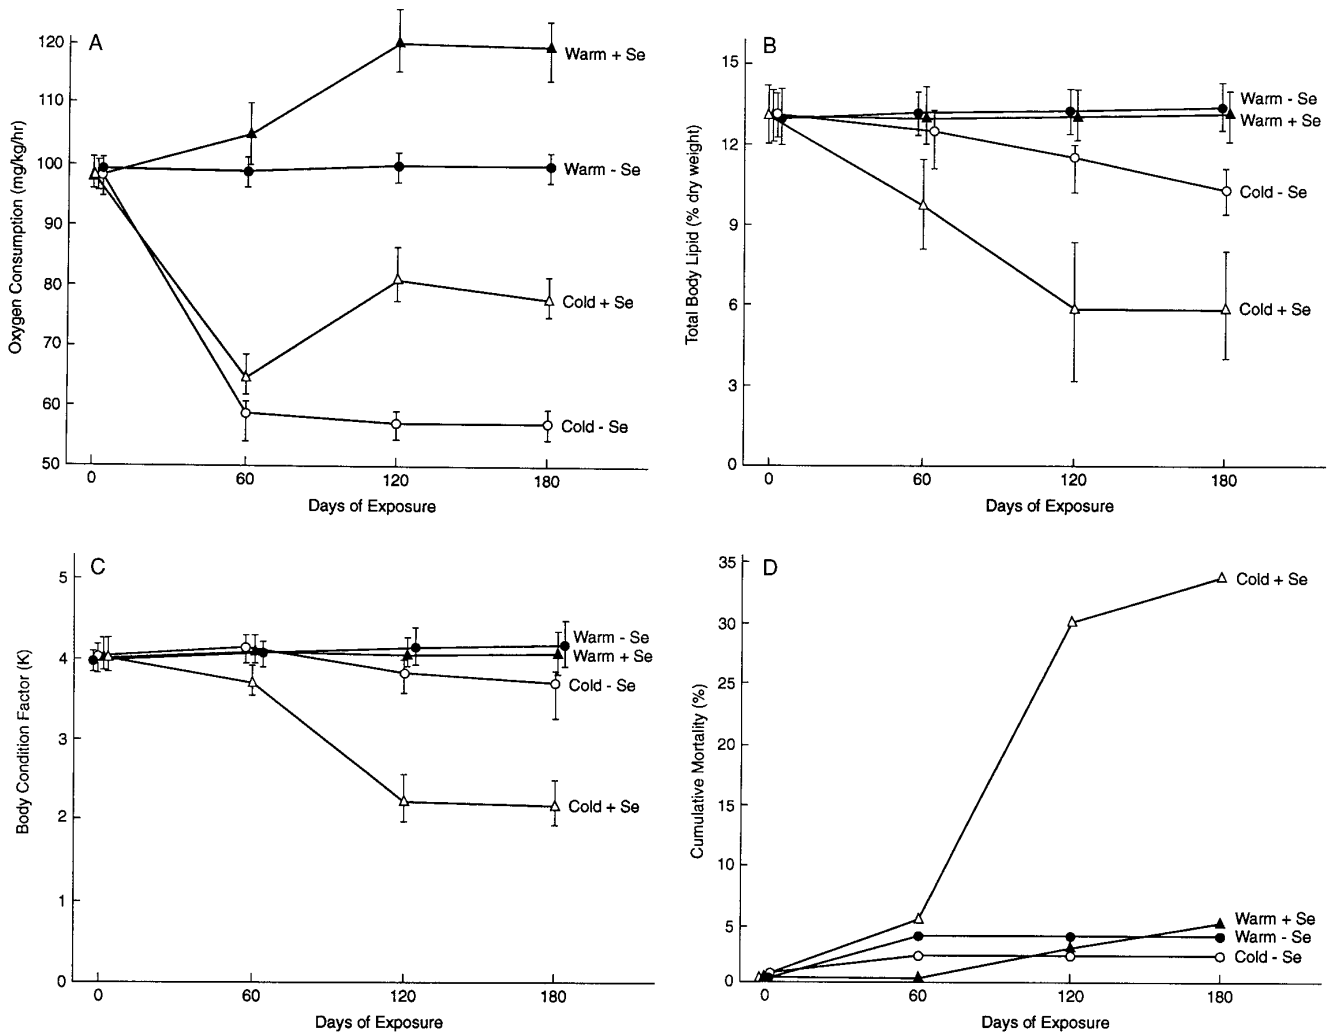 A
120
110
100
90
80
70
60
50
Oxygen Consumption (mg/kg/hr)
Warm + Se
Warm - Se
Cold + Se
Cold - Se
0 60 120 180
Days of Exposure
B
15
12
9
6
3
0
Total Body Lipid (% dry weight)
Warm - Se
Warm + Se
Cold - Se
Cold + Se
0 60 120 180
Days of Exposure
C
5
4
3
2
1
0
Body Condition Factor (K)
Warm - Se
Warm + Se
Cold - Se
Cold + Se
0 60 120 180
Days of Exposure
D
35
30
25
20
15
10
5
0
Cumulative Mortality (%)
Cold + Se
Warm + Se
Warm - Se
Cold - Se
0 60 120 180
Days of Exposure